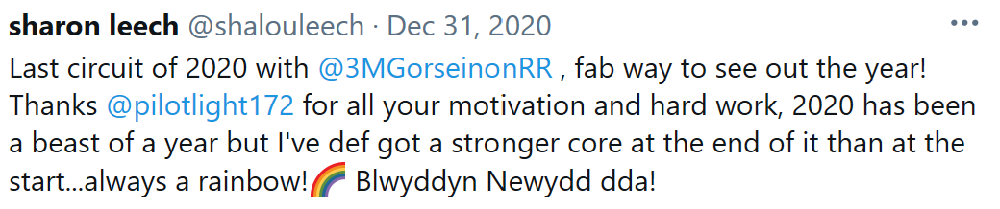 sharon leech @shalouleech · Dec 31, 2020 ...
Last circuit of 2020 with @3MGorseinonRR , fab way to see out the year!
Thanks @pilotlight172 for all your motivation and hard work, 2020 has been
a beast of a year but I've def got a stronger core at the end of it than at the
start...always a rainbow!🌈 Blwyddyn Newydd dda!